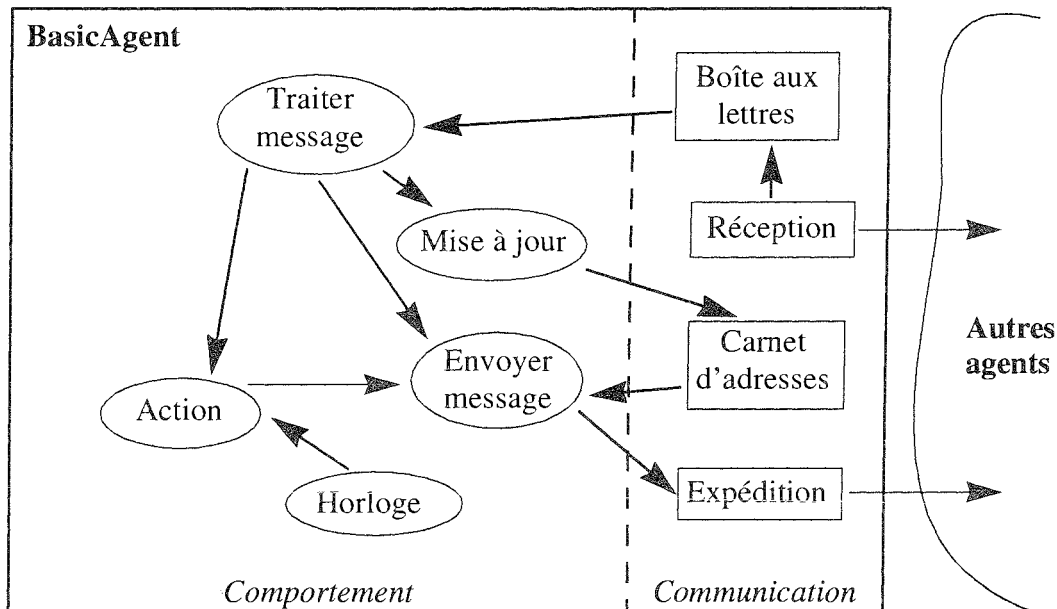 BasicAgent
Traiter
message
Boîte aux
lettres
Mise à jour
Réception
Envoyer
message
Carnet
d'adresses
Autres
agents
Action
Horloge
Expédition
Comportement
Communication